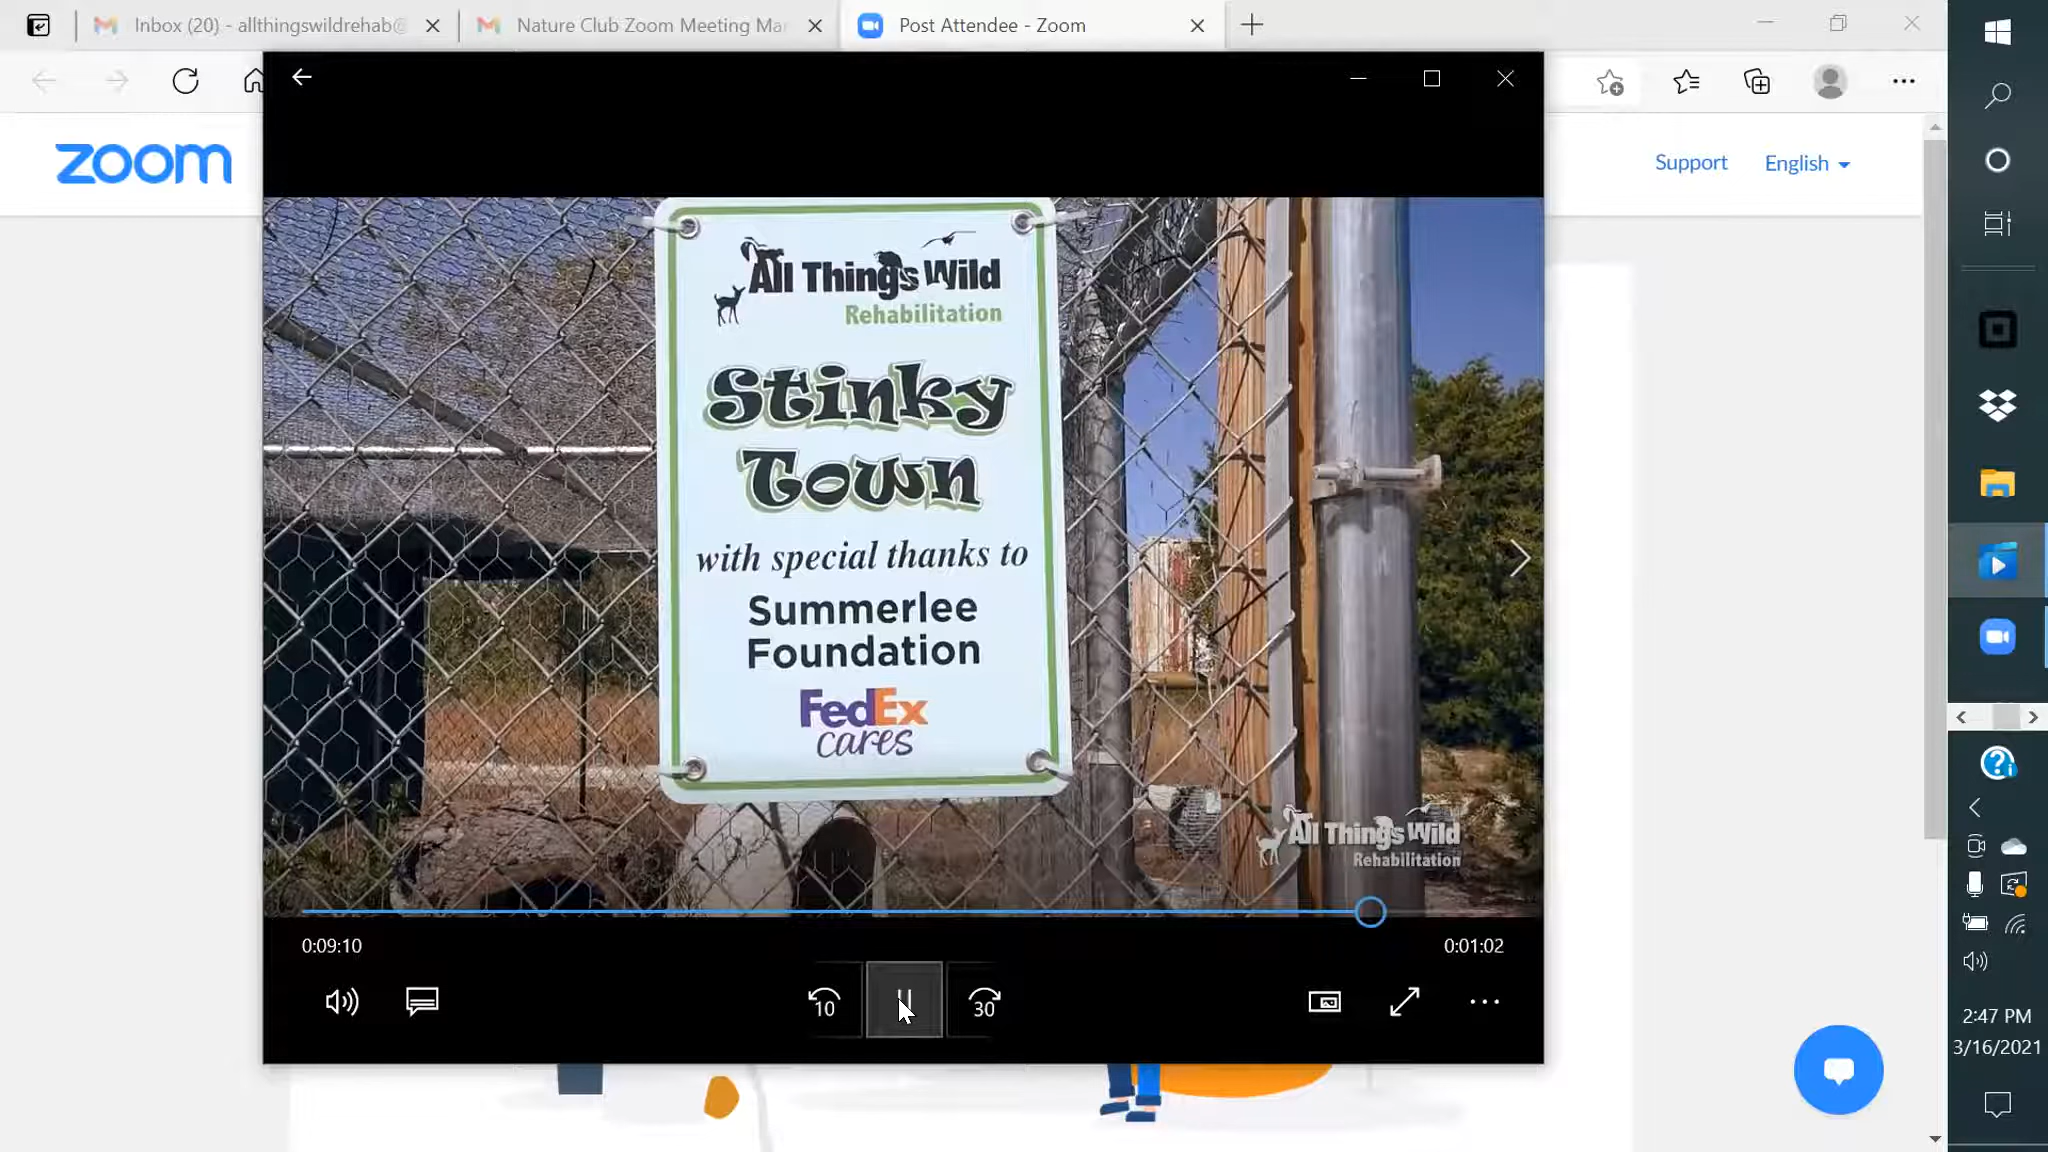 Inbox (20) - allthingswildrehab@
Nature Club Zoom Meeting Mar
Post Attendee - Zoom
zoom
Support
English
All Things Wild
Rehabilitation
Stinky
Town
with special thanks to
Summerlee
Foundation
FedEx
cares
All Things Wild
Rehabilitation
0:09:10
0:01:02
10
30
2:47 PM
3/16/2021